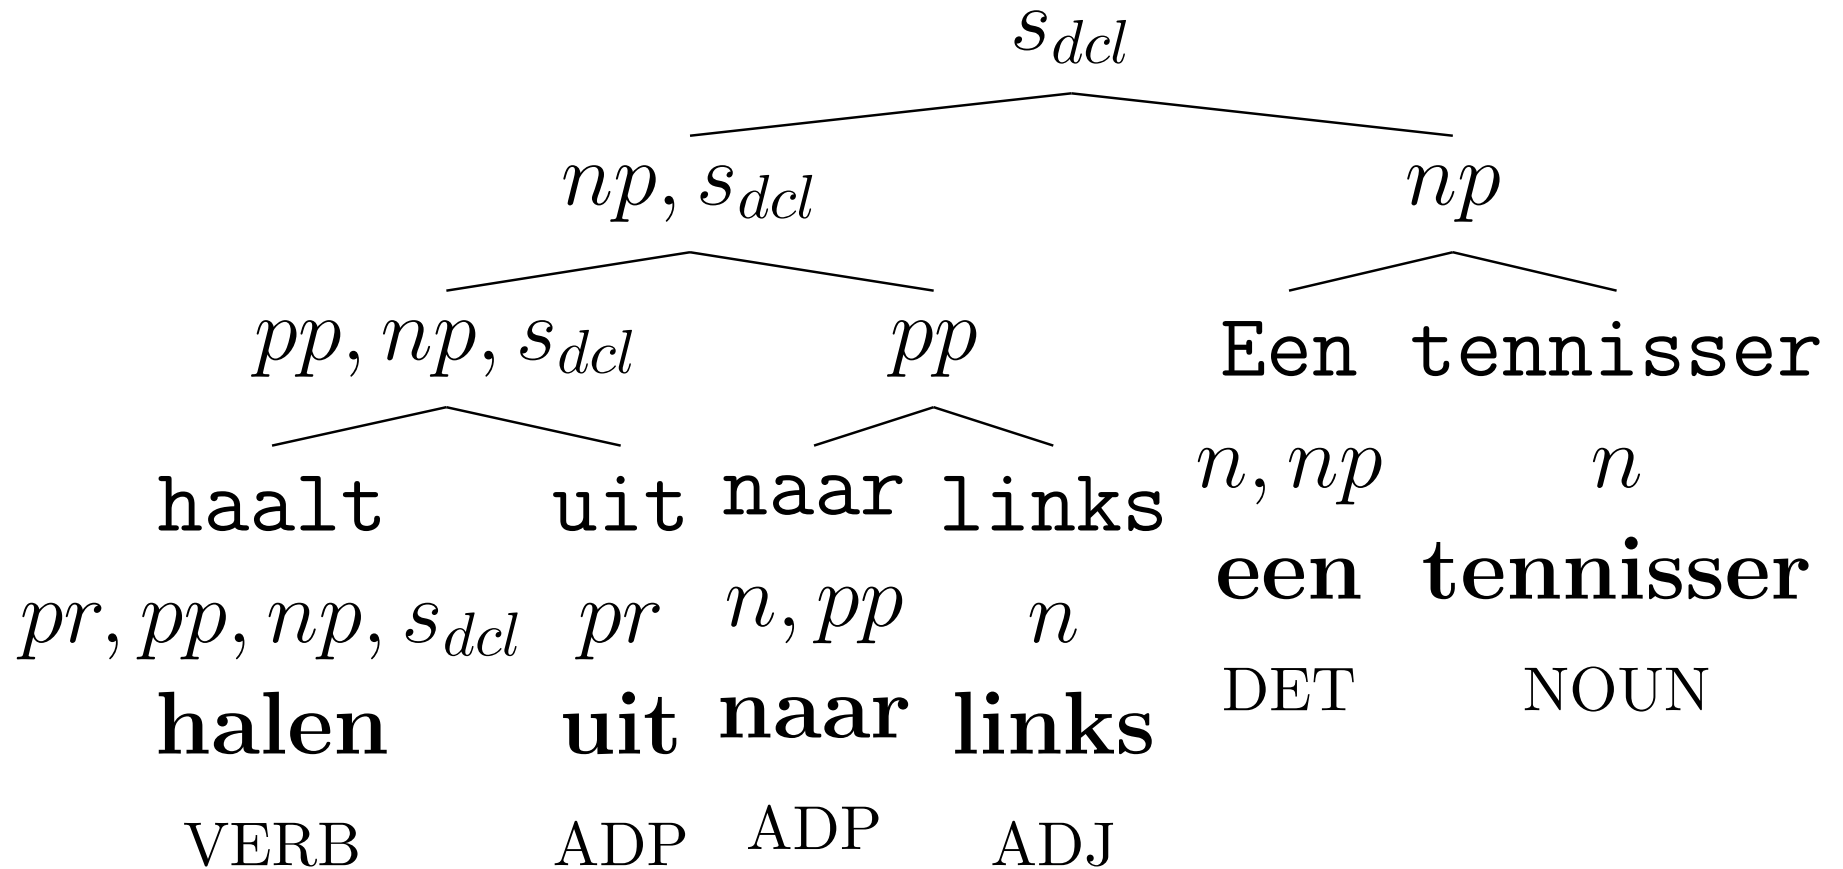 s_dcl
np, s_dcl np
pp, np, s_dcl pp Een tennisser
haalt uit naar links n, np n
pr, pp, np, s_dcl pr n, pp n een tennisser
halen uit naar links DET NOUN
VERB ADP ADP ADJ